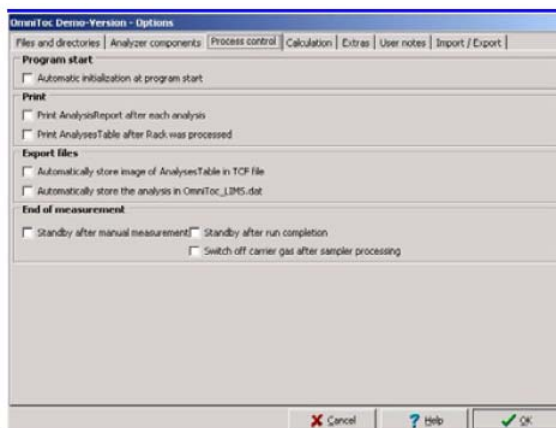 OmniToc Demo-Version - Options
Files and directories Analyzer components Process control Calculation Extras User notes Import / Export
Program start
Automatic initialization at program start
Print
Print AnalysisReport after each analysis
Print AnalysesTable after Rack was processed
Export files
Automatically store image of AnalysesTable in TCF file
Automatically store the analysis in OmniToc_LIMS.dat
End of measurement
Standby after manual measurement Standby after run completion
Switch off carrier gas after sampler processing
Cancel Help OK